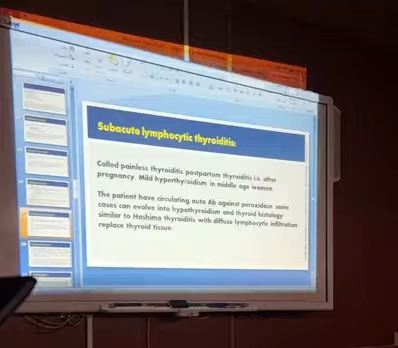 Subacute lymphocytic thyroiditis:
Called painless thyroiditis postpartum thyroiditis i.e. after
pregnancy. Mild hyperthyroidism in middle age women.
The patient have circulating auto Ab against peroxidase some
cases can evolve into hypothyroidism and thyroid histology
similar to Hashimo thyroiditis with diffuse lymphocytic infiltration
replace thyroid tissue.